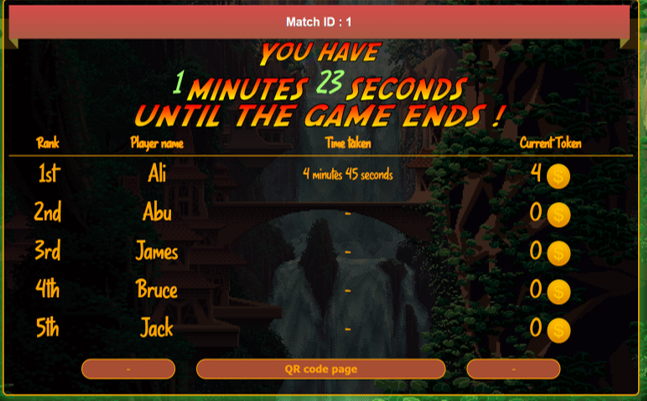 Match ID : 1
YOU HAVE
1 MINUTES 23 SECONDS
UNTIL THE GAME ENDS !
Rank Player name Time taken Current Token
1st Ali 4 minutes 45 seconds 4 $
2nd Abu - 0 $
3rd James - 0 $
4th Bruce - 0 $
5th Jack - 0 $
- QR code page -